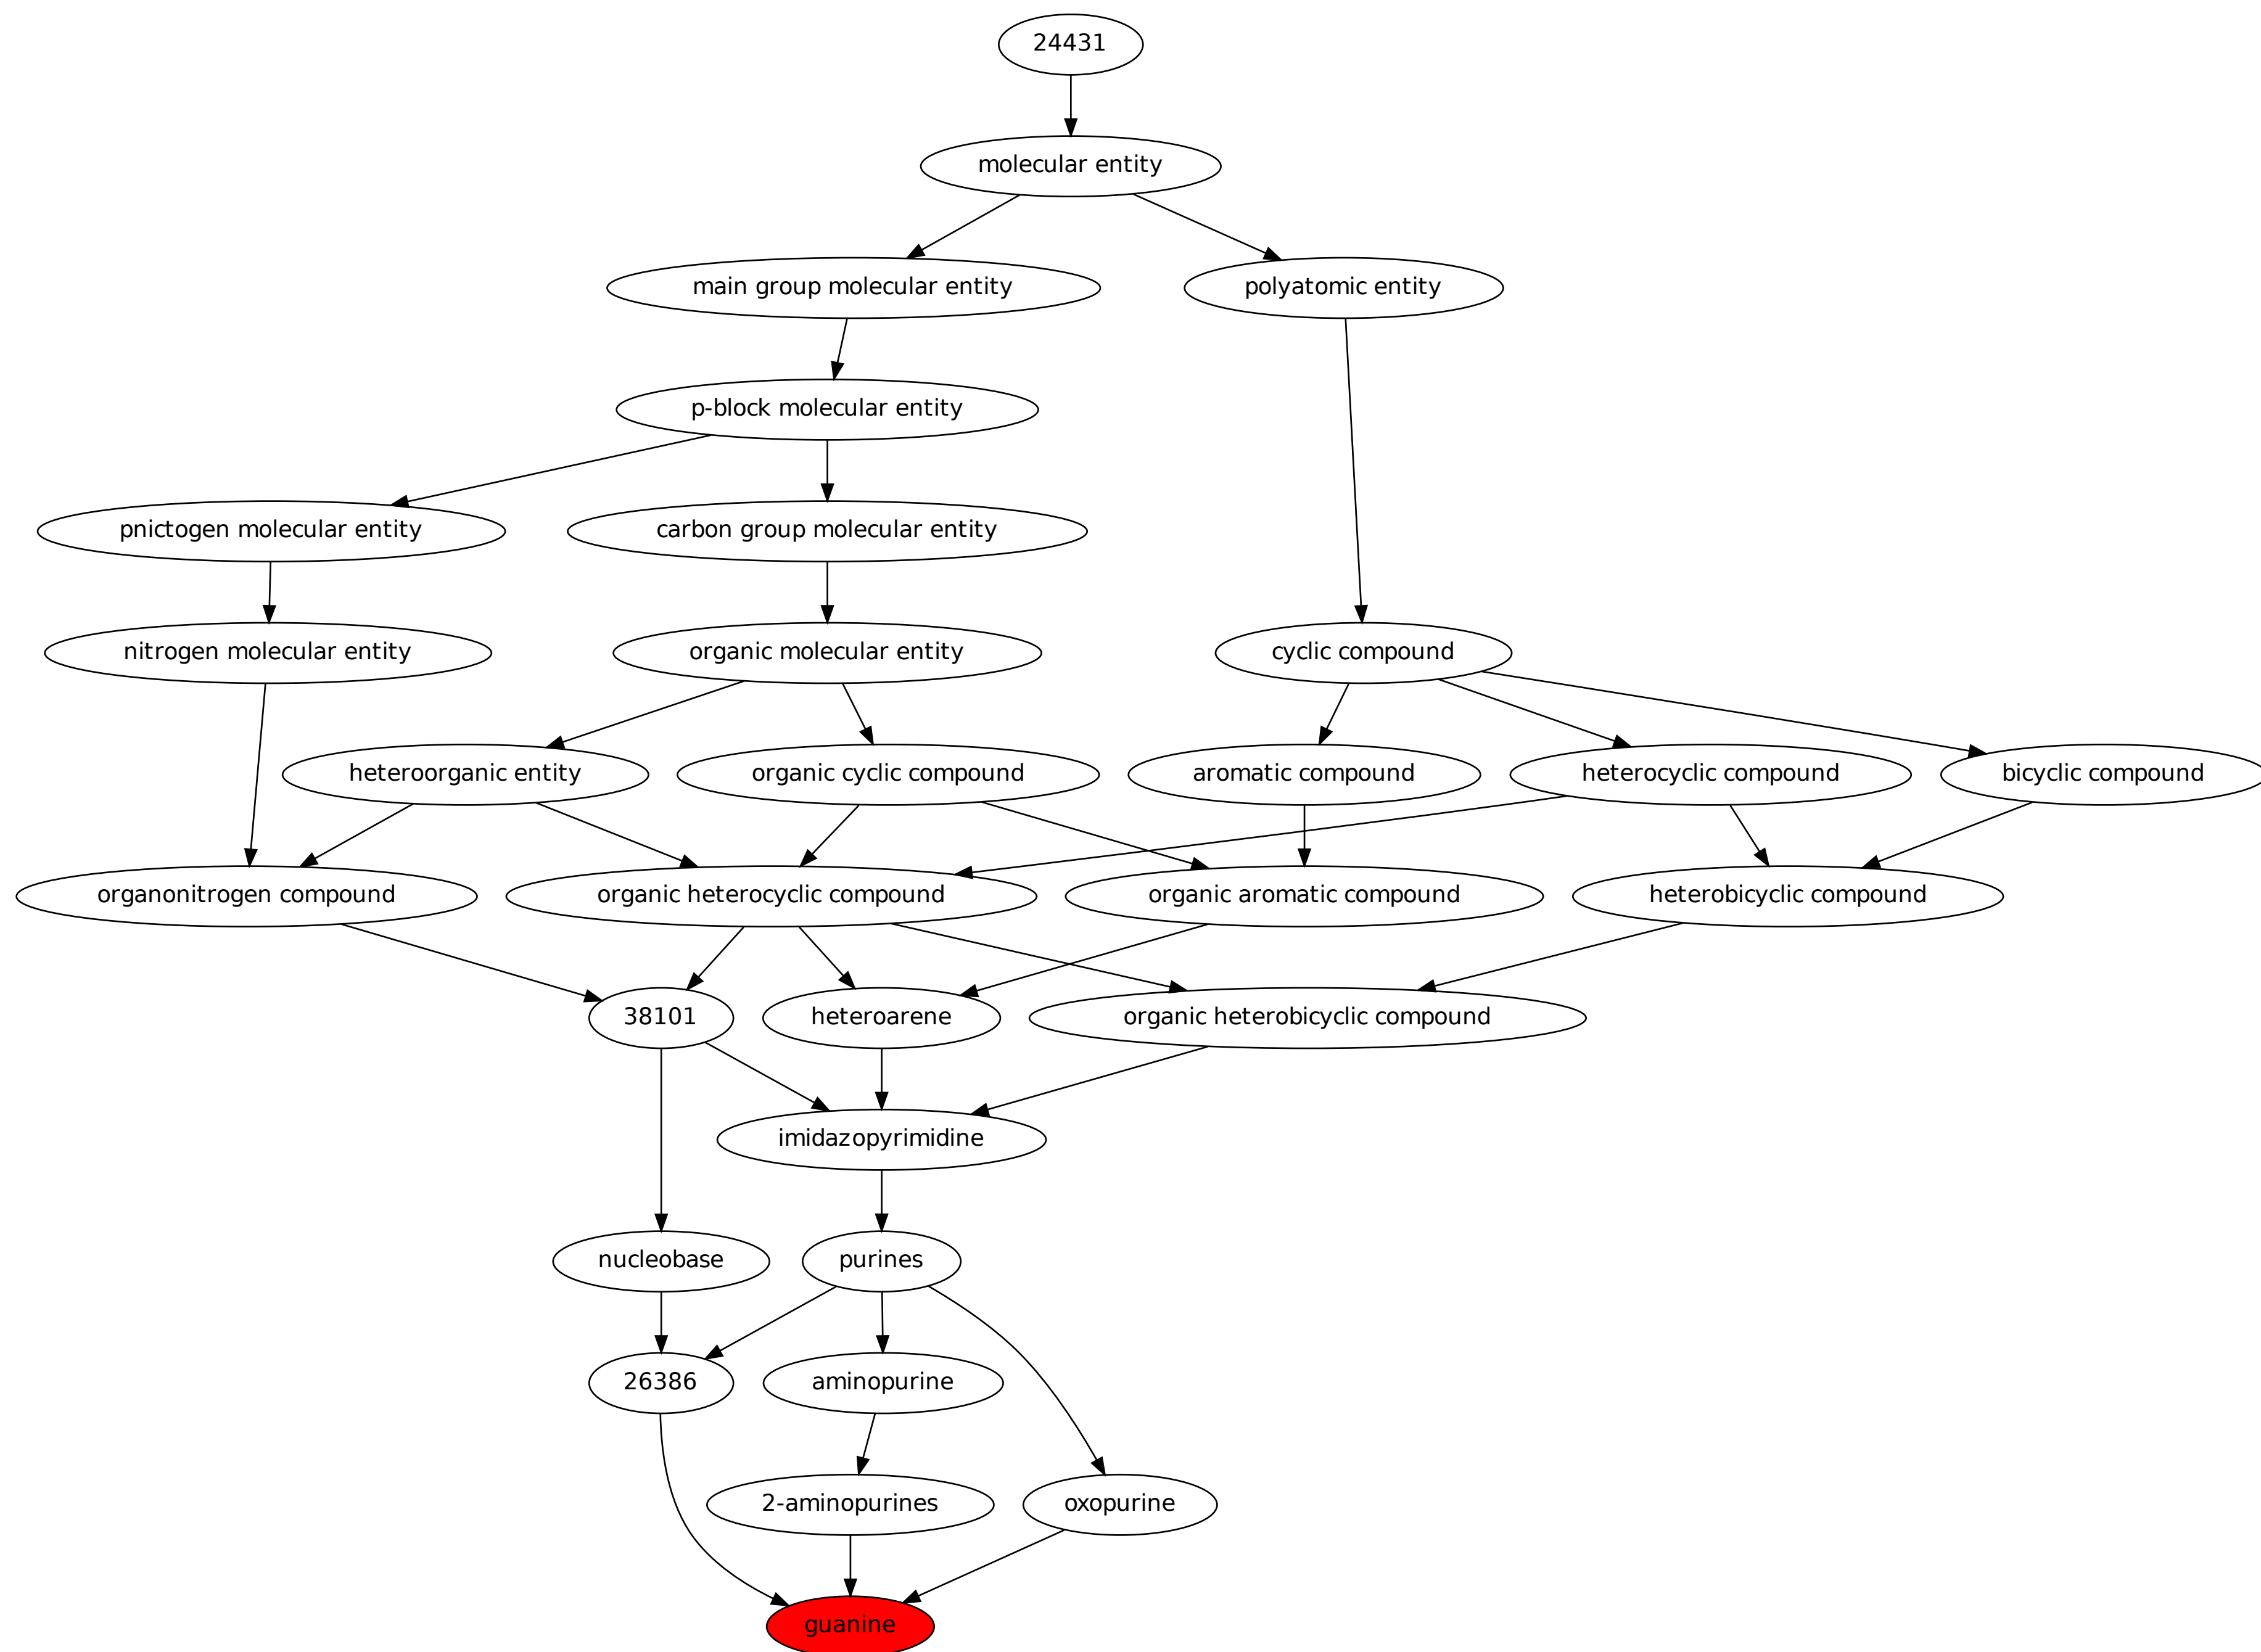 24431
molecular entity
main group molecular entity
polyatomic entity
p-block molecular entity
pnictogen molecular entity
carbon group molecular entity
nitrogen molecular entity
organic molecular entity
cyclic compound
heteroorganic entity
organic cyclic compound
aromatic compound
heterocyclic compound
bicyclic compound
organonitrogen compound
organic heterocyclic compound
organic aromatic compound
heterobicyclic compound
38101
heteroarene
organic heterobicyclic compound
imidazopyrimidine
nucleobase
purines
26386
aminopurine
2-aminopurines
oxopurine
guanine